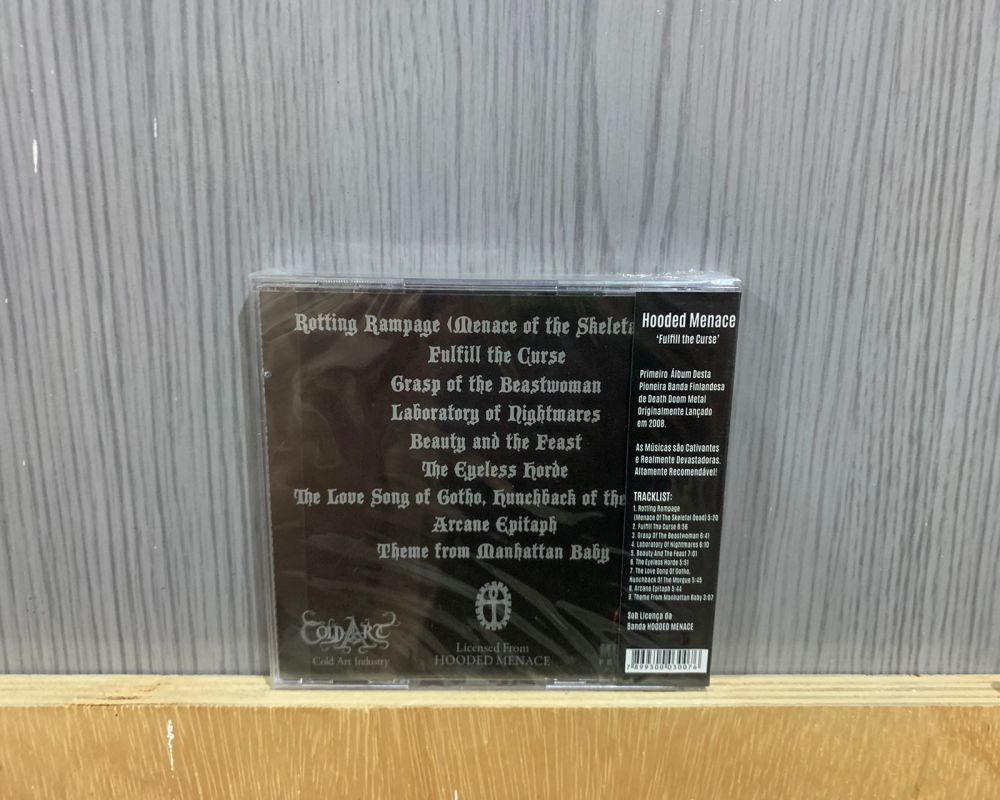 Rotting Rampage (Menace of the Skeleta
Fulfill the Curse
Grasp of the Beastwoman
Laboratory of Nightmares
Beauty and the Feast
The Eyeless Horde
The Love Song of Gotho, Hunchback of the
Arcane Epitaph
Theme from Manhattan Baby
COLD ART
Cold Art Industry
Licensed From
HOODED MENACE
Hooded Menace
'Fulfill the Curse'
Primeiro Álbum Desta
Pioneira Banda Finlandesa
de Death Doom Metal
Originalmente Lançado
em 2008.
As Músicas são Cativantes
e Realmente Devastadoras.
Altamente Recomendável!
TRACKLIST:
1. Rotting Rampage
(Menace Of The Skeletal Dead) 5:20
2. Fulfill The Curse 6:56
3. Grasp Of The Beastwoman 6:41
4. Laboratory Of Nightmares 6:10
5. Beauty And The Feast 7:01
6. The Eyeless Horde 5:51
7. The Love Song Of Gotho,
Hunchback Of The Morgue 5:45
8. Arcane Epitaph 5:44
9. Theme From Manhattan Baby 3:07
Sob Licença da
Banda HOODED MENACE
7 899300 030076